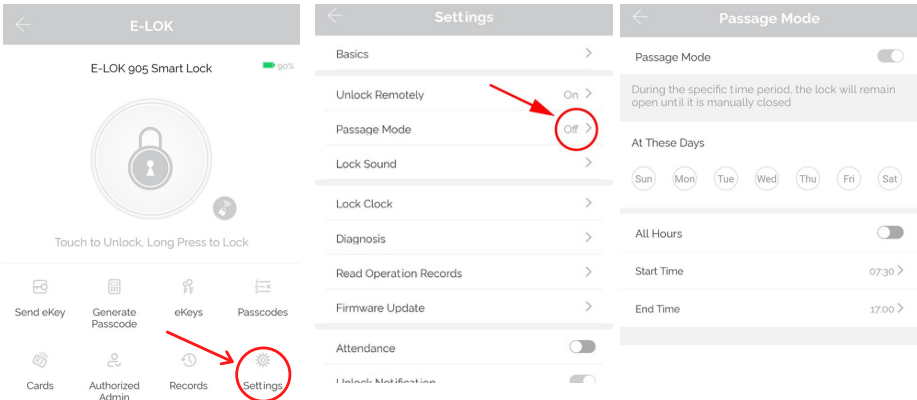 E-LOK
E-LOK 905 Smart Lock
90%
Touch to Unlock, Long Press to Lock
Send eKey
Generate
Passcode
eKeys
Passcodes
Cards
Authorized
Admin
Records
Settings
Settings
Basics
Unlock Remotely On
Passage Mode Off
Lock Sound
Lock Clock
Diagnosis
Read Operation Records
Firmware Update
Attendance
Unlock Notification
Passage Mode
Passage Mode
During the specific time period, the lock will remain
open until it is manually closed
At These Days
Sun Mon Tue Wed Thu Fri Sat
All Hours
Start Time 07:30
End Time 17:00